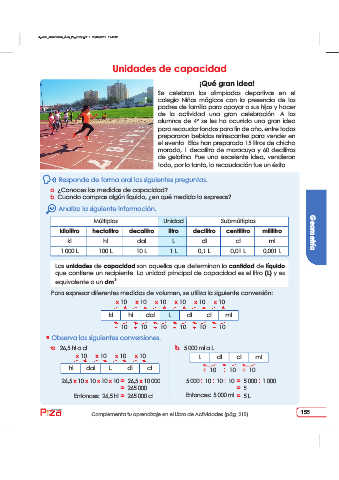 Unidades de capacidad
¡Qué gran idea!
Se celebran las olimpiadas deportivas en el
colegio Niños mágicos con la presencia de los
padres de familia para apoyar a sus hijos y hacer
de la actividad una gran celebración. A los
alumnos de 4° se les ha ocurrido una gran idea
para recaudar fondos para fin de año, entre todos
prepararon bebidas refrescantes para vender en
el evento. Ellos han preparado 15 litros de chicha
morada, 1 decalitro de maracuya y 60 decilitros
de gelatina. Fue una excelente idea, vendieron
todo, por lo tanto, la recaudación fue un éxito.
Responde de forma oral las siguientes preguntas.
a ¿Conoces las medidas de capacidad?
b Cuando compras algún líquido, ¿en qué medida lo expresas?
Analiza la siguiente información.
Múltiplos Unidad Submúltiplos
kilolitro hectolitro decalitro litro decilitro centilitro mililitro
kl hl dal L dl cl ml
1 000 L 100 L 10 L 1 L 0,1 L 0,01 L 0,001 L
Geometría
Las unidades de capacidad son aquellas que determinan la cantidad de líquido
que contiene un recipiente. La unidad principal de capacidad es el litro (L) y es
equivalente a un dm³
Para expresar diferentes medidas de volumen, se utiliza la siguiente conversión:
x 10 x 10 x 10 x 10 x 10 x 10
kl hl dal L dl cl ml
÷ 10 ÷ 10 ÷ 10 ÷ 10 ÷ 10 ÷ 10
Observa las siguientes conversiones.
a. 26,5 hl a cl
x 10 x 10 x 10 x 10
hl dal L dl cl
26,5 x 10 x 10 x 10 x 10 = 26,5 x 10 000
= 265 000
Entonces: 26,5 hl = 265 000 cl
b. 5 000 ml a L
L dl cl ml
÷ 10 ÷ 10 ÷ 10
5 000 ÷ 10 ÷ 10 ÷ 10 = 5 000 ÷ 1 000
= 5
Entonces: 5 000 ml = 5 L
Complementa tu aprendizaje en el Libro de Actividades (pág. 215)
155